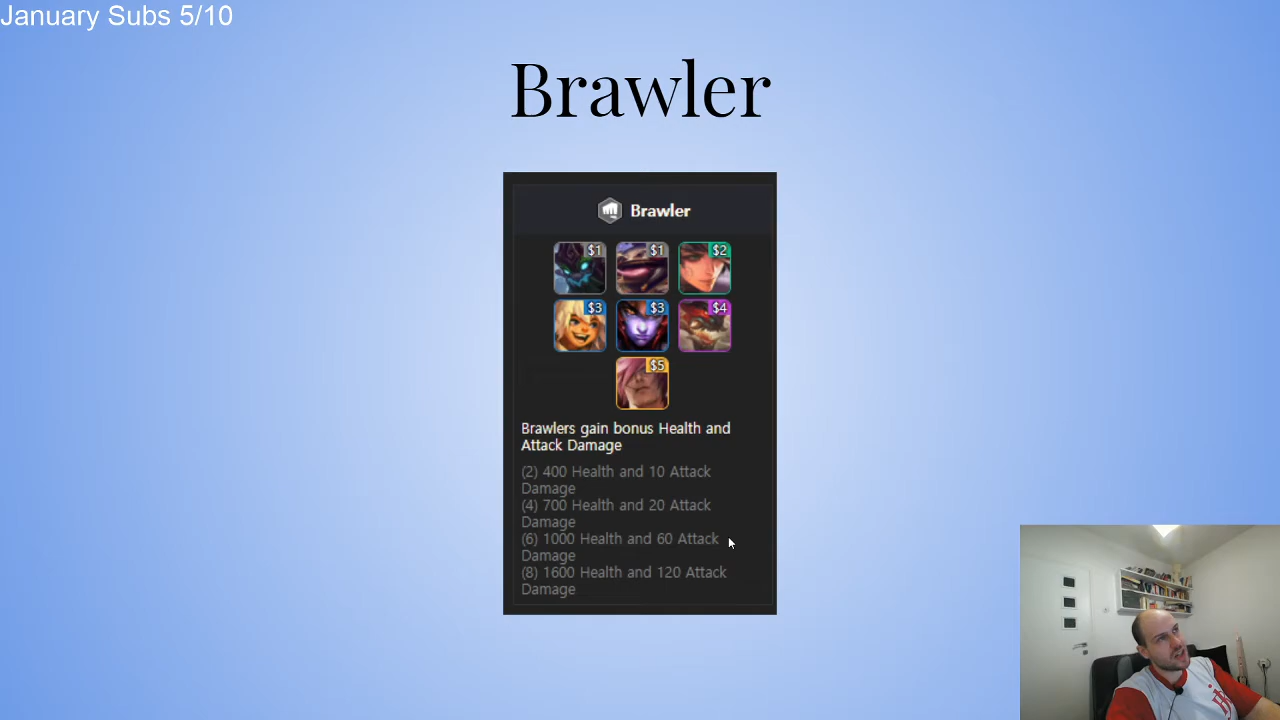 January Subs 5/10
Brawler
Brawler
$1 $1 $2
$3 $3 $4
$5
Brawlers gain bonus Health and
Attack Damage
(2) 400 Health and 10 Attack
Damage
(4) 700 Health and 20 Attack
Damage
(6) 1000 Health and 60 Attack
Damage
(8) 1600 Health and 120 Attack
Damage